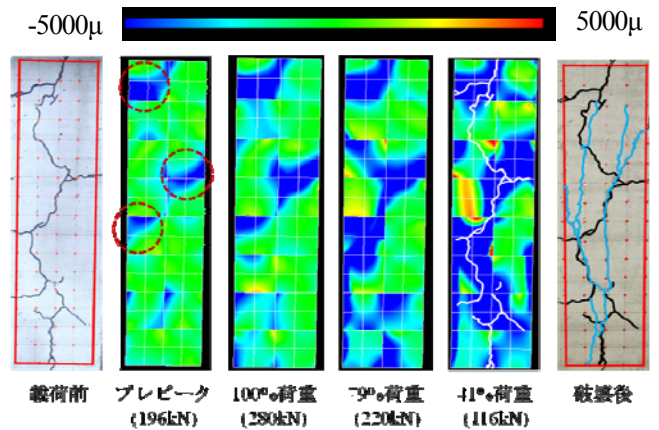 -5000μ 5000μ
載荷前
プレピーク
(196kN)
100%荷重
(280kN)
79%荷重
(220kN)
41%荷重
(116kN)
破壊後